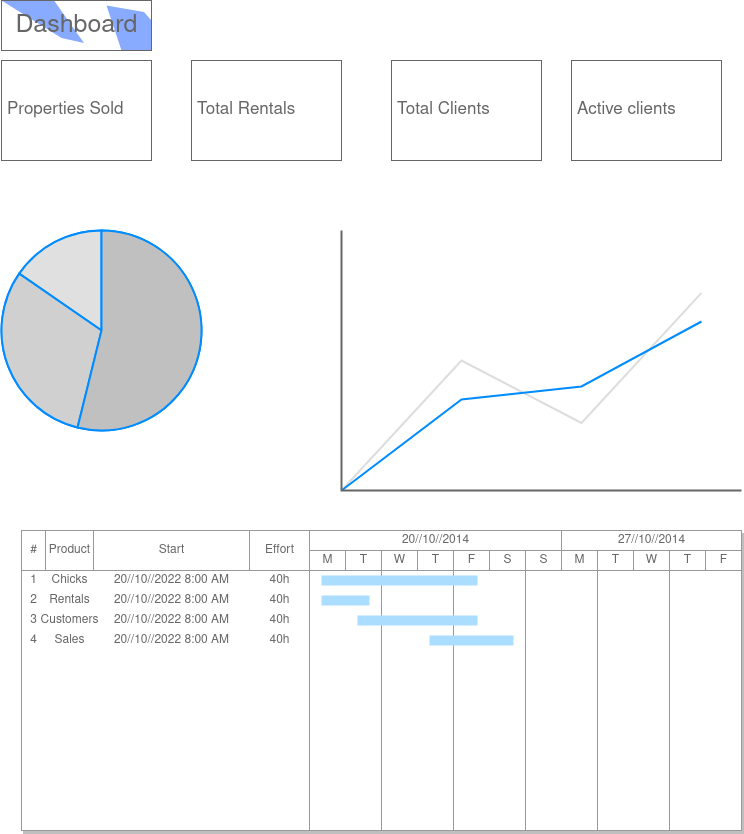 Dashboard
Properties Sold
Total Rentals
Total Clients
Active clients
# Product Start Effort 20//10//2014 27//10//2014
M T W T F S S M T W T F
1 Chicks 20//10//2022 8:00 AM 40h
2 Rentals 20//10//2022 8:00 AM 40h
3 Customers 20//10//2022 8:00 AM 40h
4 Sales 20//10//2022 8:00 AM 40h